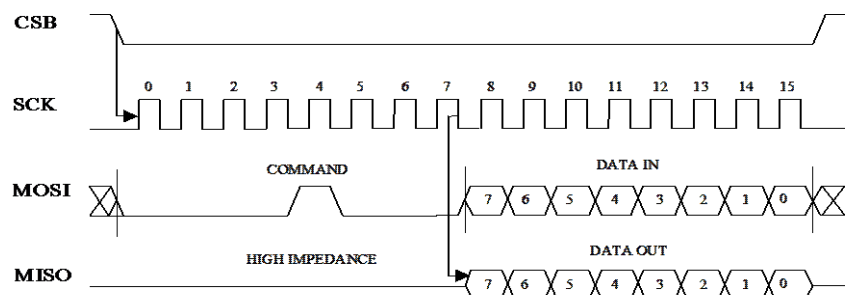 CSB
0 1 2 3 4 5 6 7 8 9 10 11 12 13 14 15
SCK
COMMAND DATA IN
MOSI 7 6 5 4 3 2 1 0
HIGH IMPEDANCE DATA OUT
MISO 7 6 5 4 3 2 1 0